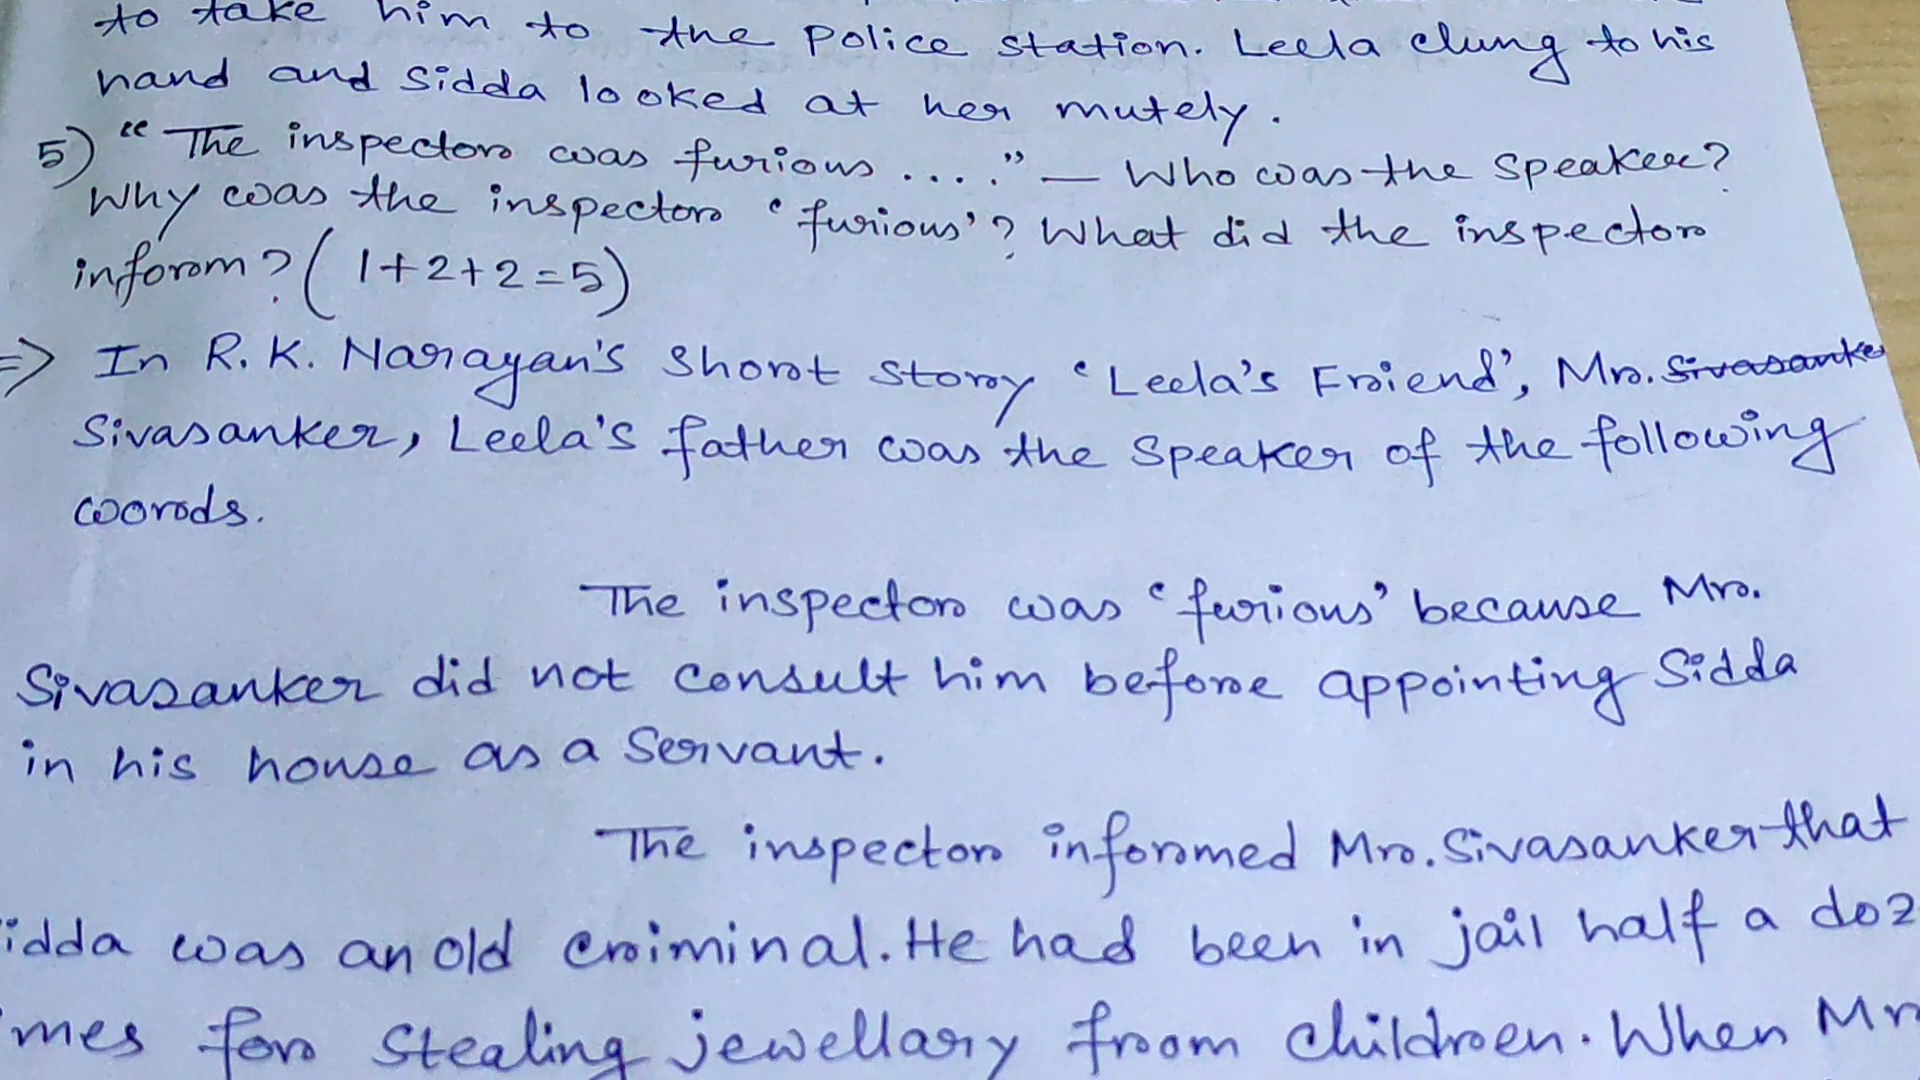 to take him to the police station. Leela clung to his
hand and Sidda looked at her mutely.
5) "The inspector was furious ...." — Who was the speaker?
Why was the inspector 'furious'? What did the inspector
inform? (1+2+2=5)
⇒ In R.K. Narayan's short story 'Leela's Friend', Mr. Sivasanke
Sivasanker, Leela's father was the speaker of the following
words.
The inspector was 'furious' because Mr.
Sivasanker did not consult him before appointing Sidda
in his house as a servant.
The inspector informed Mr. Sivasanker that
idda was an old criminal. He had been in jail half a doz
mes for stealing jewellary from children. When Mr